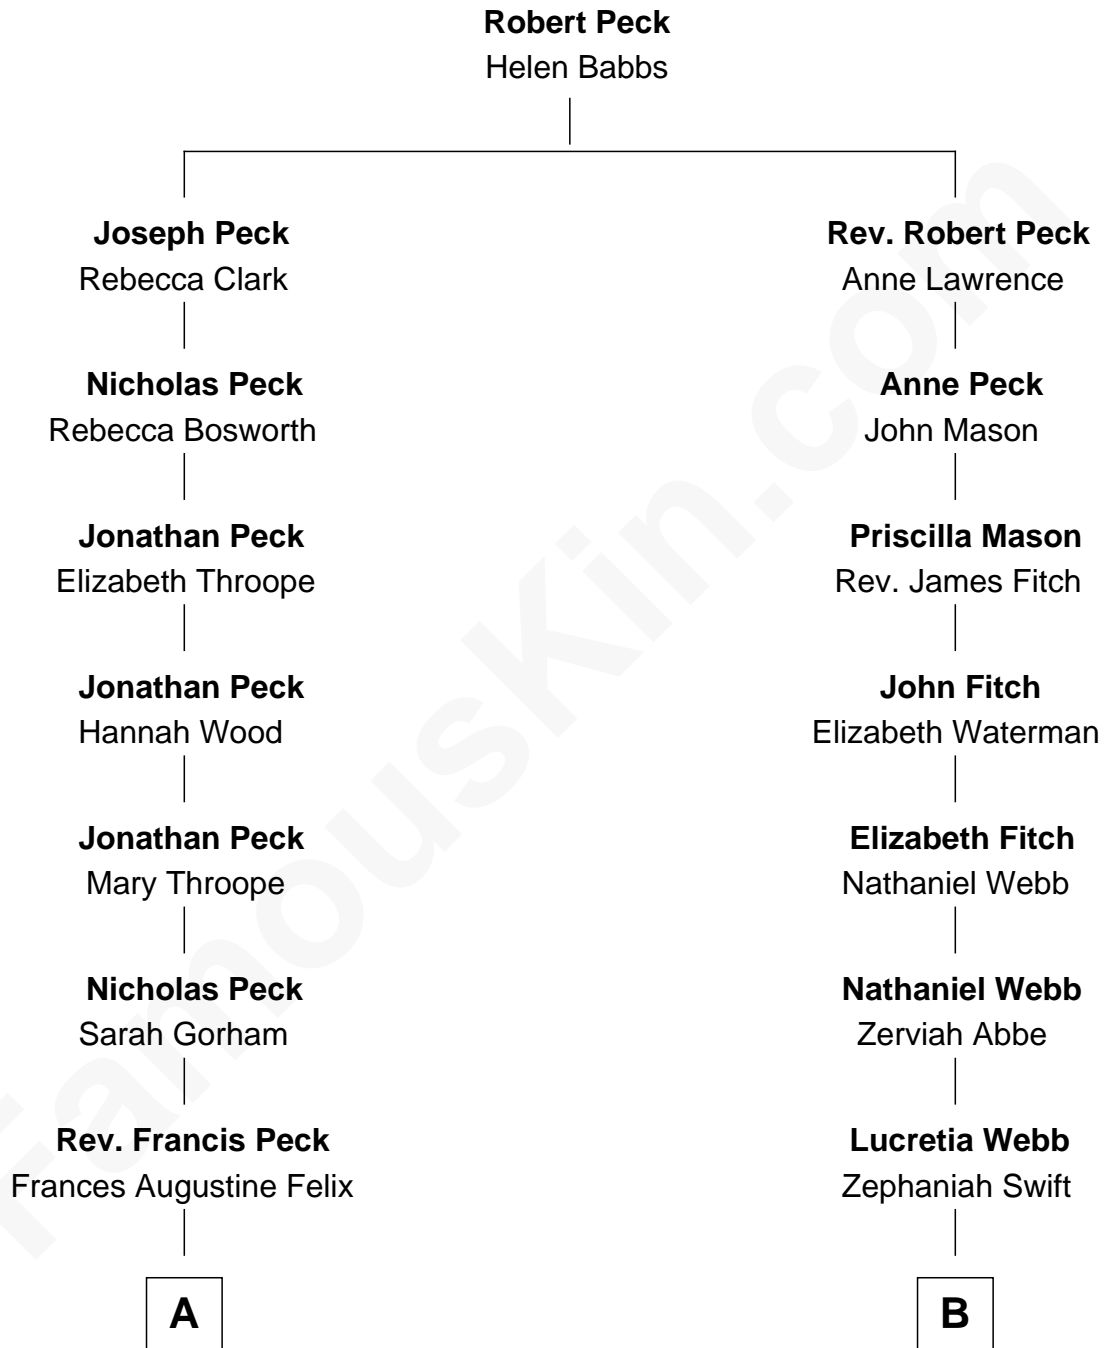 Robert Peck
Helen Babbs
Joseph Peck
Rebecca Clark
Nicholas Peck
Rebecca Bosworth
Jonathan Peck
Elizabeth Throope
Jonathan Peck
Hannah Wood
Jonathan Peck
Mary Throope
Nicholas Peck
Sarah Gorham
Rev. Francis Peck
Frances Augustine Felix
A
Rev. Robert Peck
Anne Lawrence
Anne Peck
John Mason
Priscilla Mason
Rev. James Fitch
John Fitch
Elizabeth Waterman
Elizabeth Fitch
Nathaniel Webb
Nathaniel Webb
Zerviah Abbe
Lucretia Webb
Zephaniah Swift
B
FamousKin.com